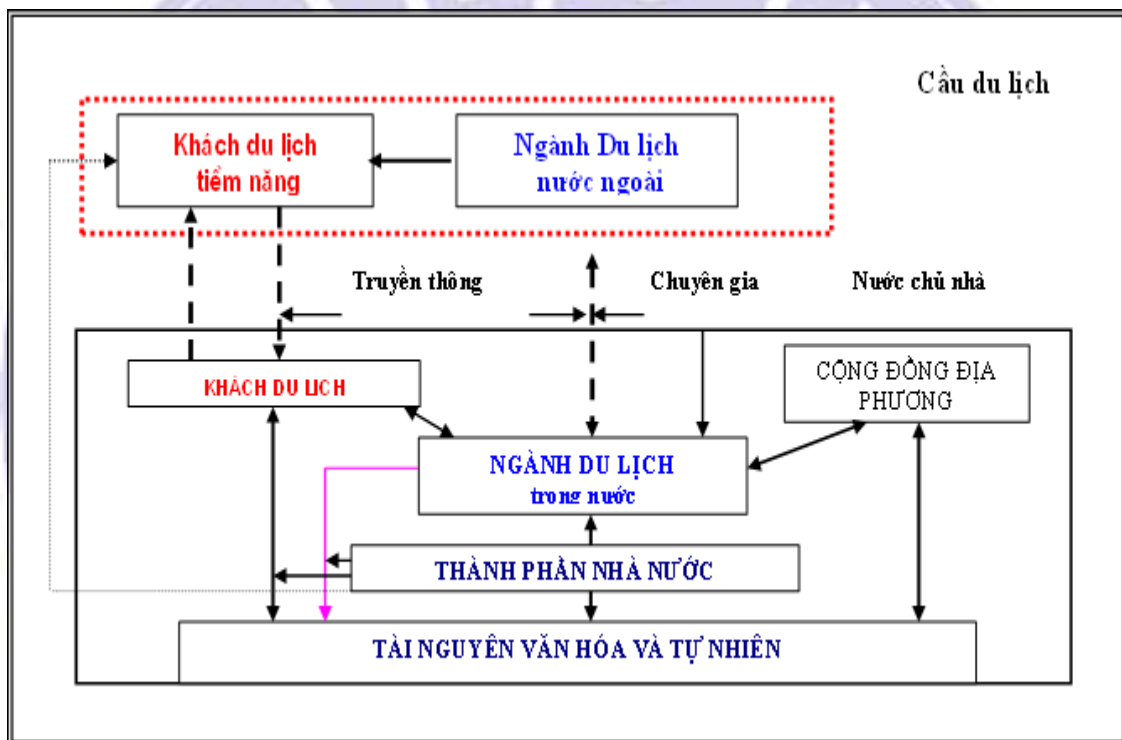 Cầu du lịch
Khách du lịch
tiềm năng
Ngành Du lịch
nước ngoài
Truyền thông
Chuyên gia
Nước chủ nhà
KHÁCH DU LỊCH
CỘNG ĐỒNG ĐỊA
PHƯƠNG
NGÀNH DU LỊCH
trong nước
THÀNH PHẦN NHÀ NƯỚC
TÀI NGUYÊN VĂN HÓA VÀ TỰ NHIÊN